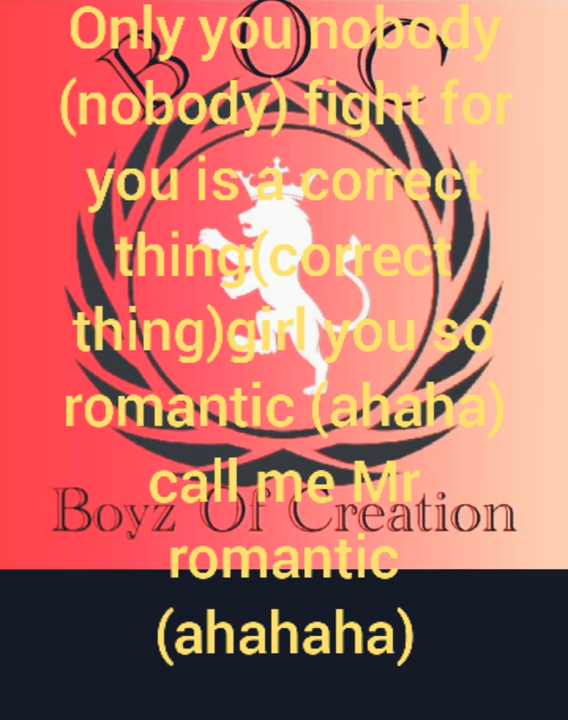 B O C
Only you nobody
(nobody) fight for
you is a correct
thing(correct
thing)girl you so
romantic (ahaha)
call me Mr
Boyz Of Creation
romantic
(ahahaha)